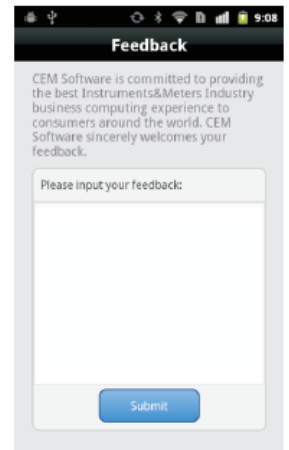 9:08
Feedback
CEM Software is committed to providing
the best Instruments&Meters Industry
business computing experience to
consumers around the world. CEM
Software sincerely welcomes your
feedback.
Please input your feedback:
Submit